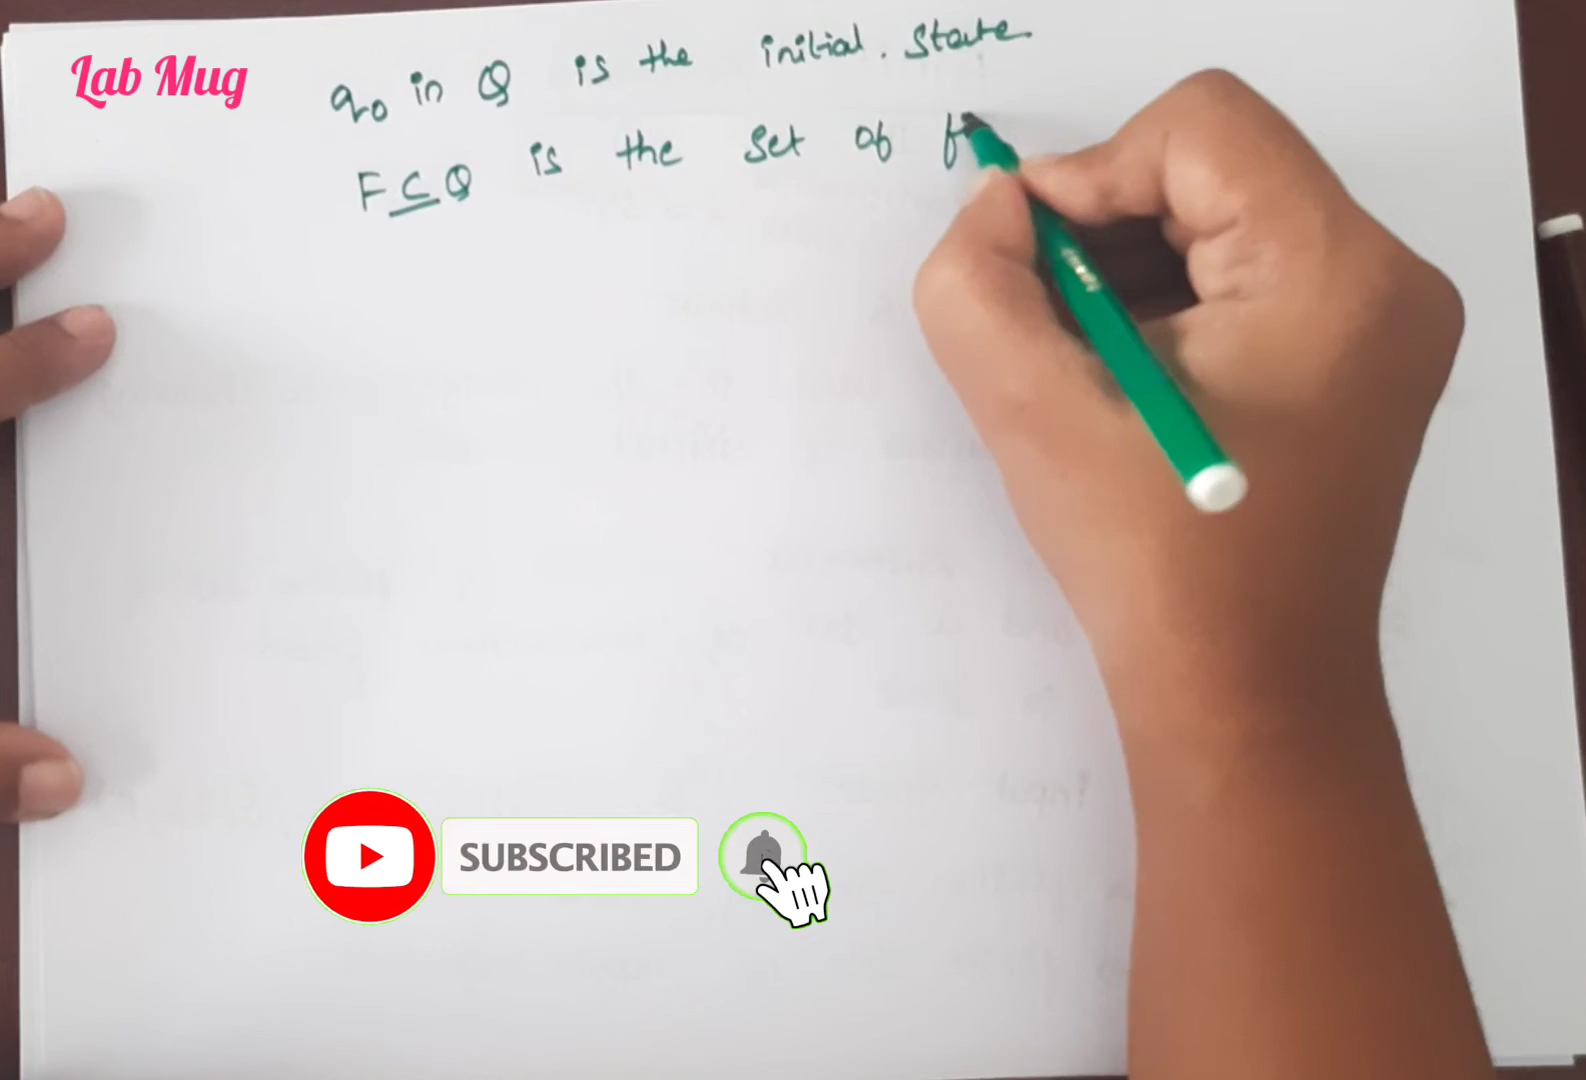 Lab Mug
q0 in Q is the initial. State
F ⊆ Q is the set of f
SUBSCRIBED